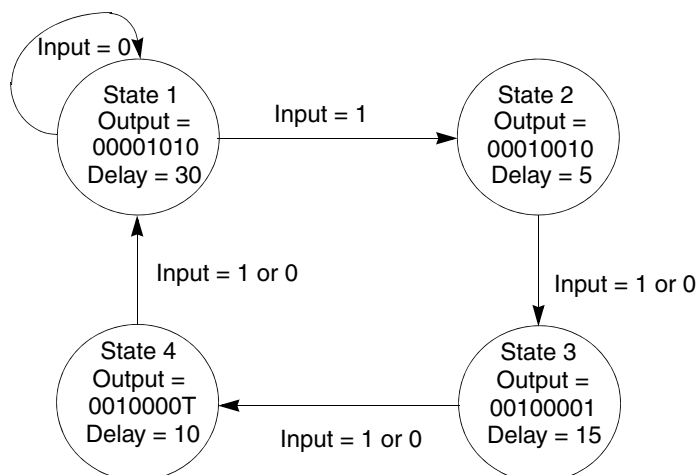 Input = 0
State 1
Output =
00001010
Delay = 30
Input = 1
State 2
Output =
00010010
Delay = 5
Input = 1 or 0
Input = 1 or 0
State 4
Output =
0010000T
Delay = 10
Input = 1 or 0
State 3
Output =
00100001
Delay = 15